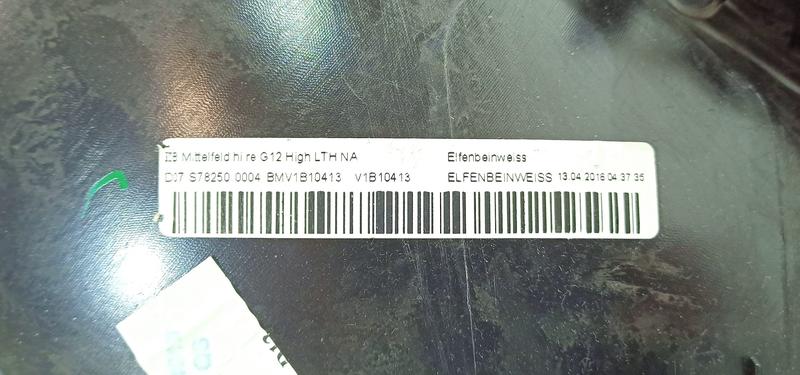 Mittelfeld hi re G12 High LTH NA Elfenbeinweiss
D07 S78250 0004 BMV1B10413 V1B10413 ELFENBEINWEISS 13.04.2016 04:37:35